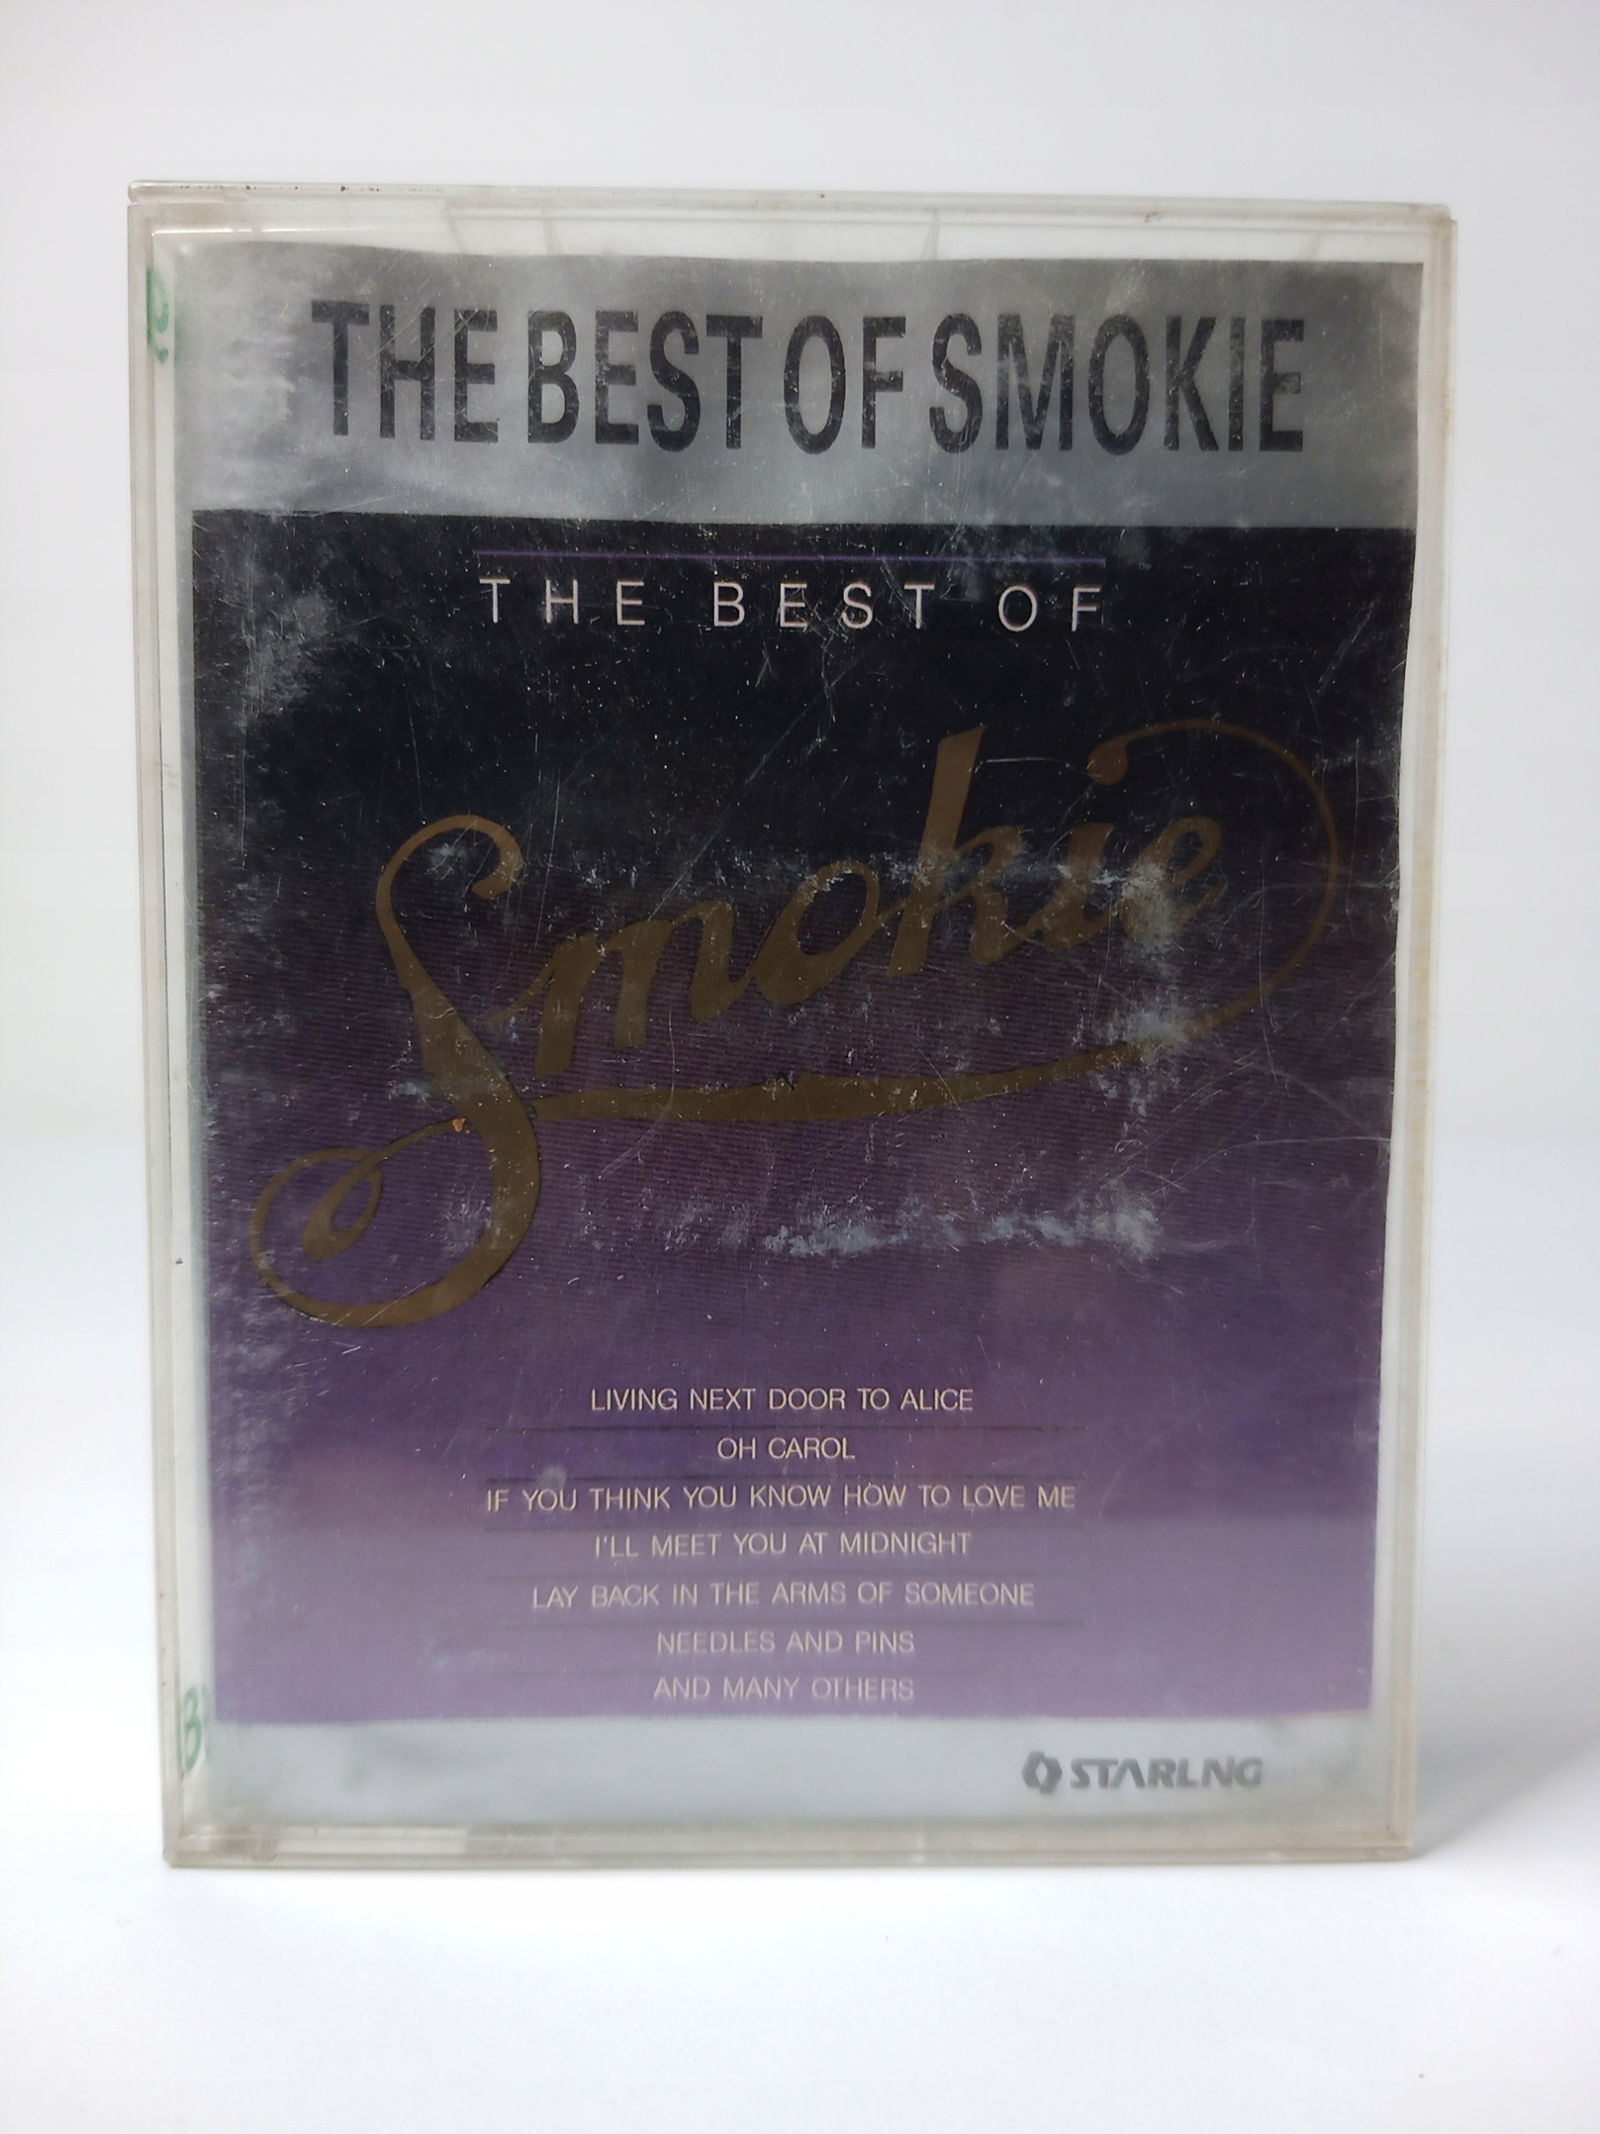 THE BEST OF SMOKIE
THE BEST OF
Smokie
LIVING NEXT DOOR TO ALICE
OH CAROL
IF YOU THINK YOU KNOW HOW TO LOVE ME
I'LL MEET YOU AT MIDNIGHT
LAY BACK IN THE ARMS OF SOMEONE
NEEDLES AND PINS
AND MANY OTHERS
STARLNG